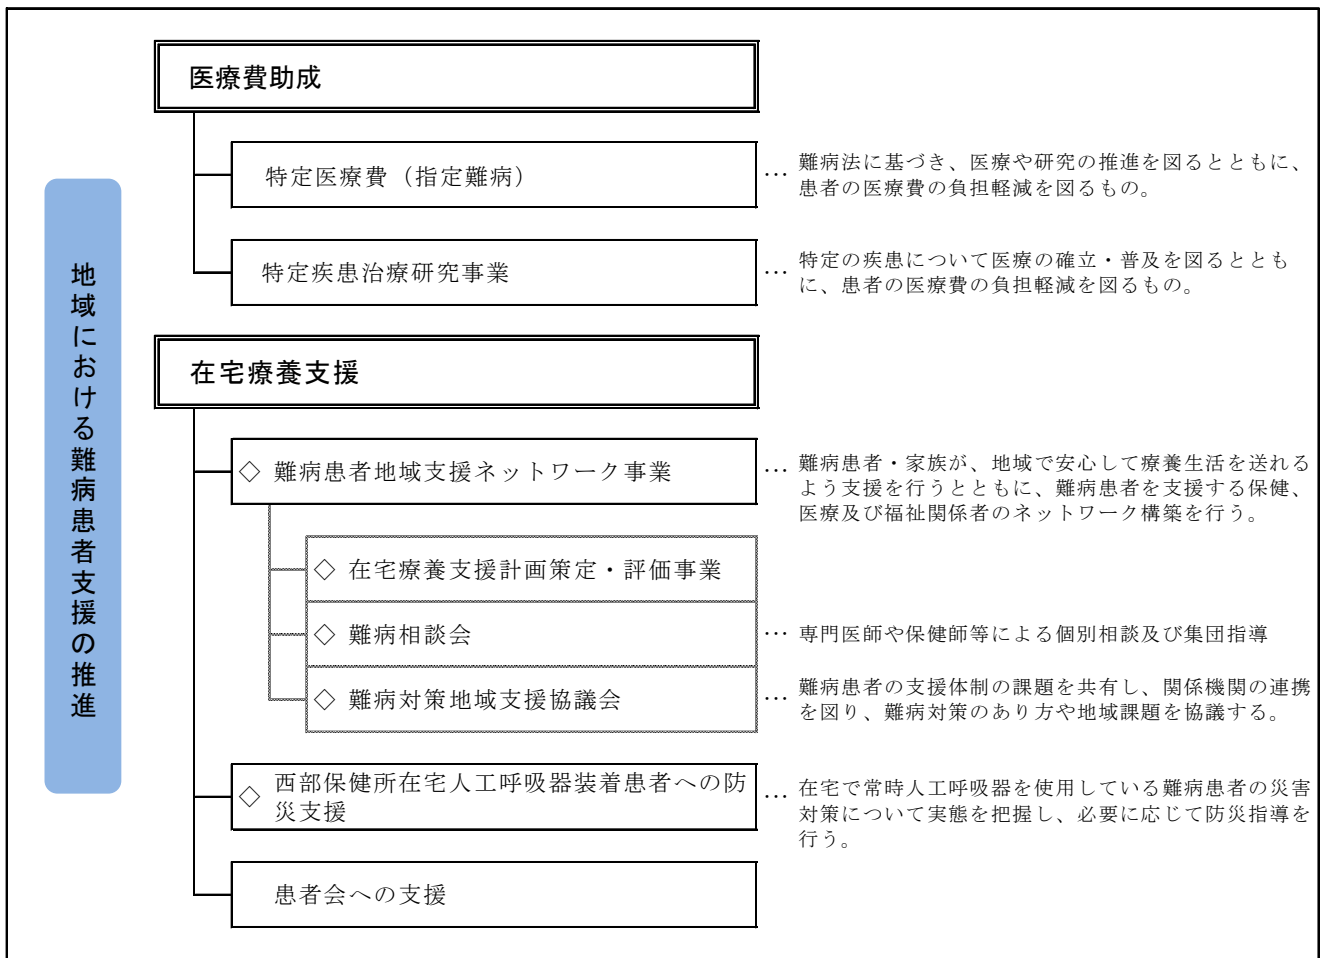 地域における難病患者支援の推進
医療費助成
特定医療費（指定難病）
… 難病法に基づき、医療や研究の推進を図るとともに、
患者の医療費の負担軽減を図るもの。
特定疾患治療研究事業
… 特定の疾患について医療の確立・普及を図るととも
に、患者の医療費の負担軽減を図るもの。
在宅療養支援
◇ 難病患者地域支援ネットワーク事業
… 難病患者・家族が、地域で安心して療養生活を送れる
よう支援を行うとともに、難病患者を支援する保健、
医療及び福祉関係者のネットワーク構築を行う。
◇ 在宅療養支援計画策定・評価事業
◇ 難病相談会
… 専門医師や保健師等による個別相談及び集団指導
◇ 難病対策地域支援協議会
… 難病患者の支援体制の課題を共有し、関係機関の連携
を図り、難病対策のあり方や地域課題を協議する。
◇ 西部保健所在宅人工呼吸器装着患者への防
災支援
… 在宅で常時人工呼吸器を使用している難病患者の災害
対策について実態を把握し、必要に応じて防災指導を
行う。
患者会への支援